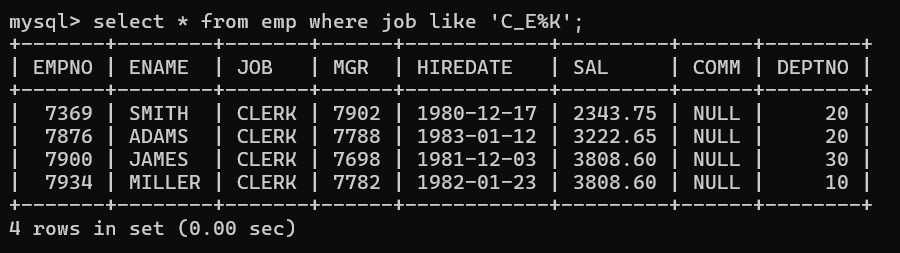 mysql> select * from emp where job like 'C_E%K';
+-------+--------+-------+------+------------+---------+------+--------+
| EMPNO | ENAME  | JOB   | MGR  | HIREDATE   | SAL     | COMM | DEPTNO |
+-------+--------+-------+------+------------+---------+------+--------+
|  7369 | SMITH  | CLERK | 7902 | 1980-12-17 | 2343.75 | NULL |     20 |
|  7876 | ADAMS  | CLERK | 7788 | 1983-01-12 | 3222.65 | NULL |     20 |
|  7900 | JAMES  | CLERK | 7698 | 1981-12-03 | 3808.60 | NULL |     30 |
|  7934 | MILLER | CLERK | 7782 | 1982-01-23 | 3808.60 | NULL |     10 |
+-------+--------+-------+------+------------+---------+------+--------+
4 rows in set (0.00 sec)